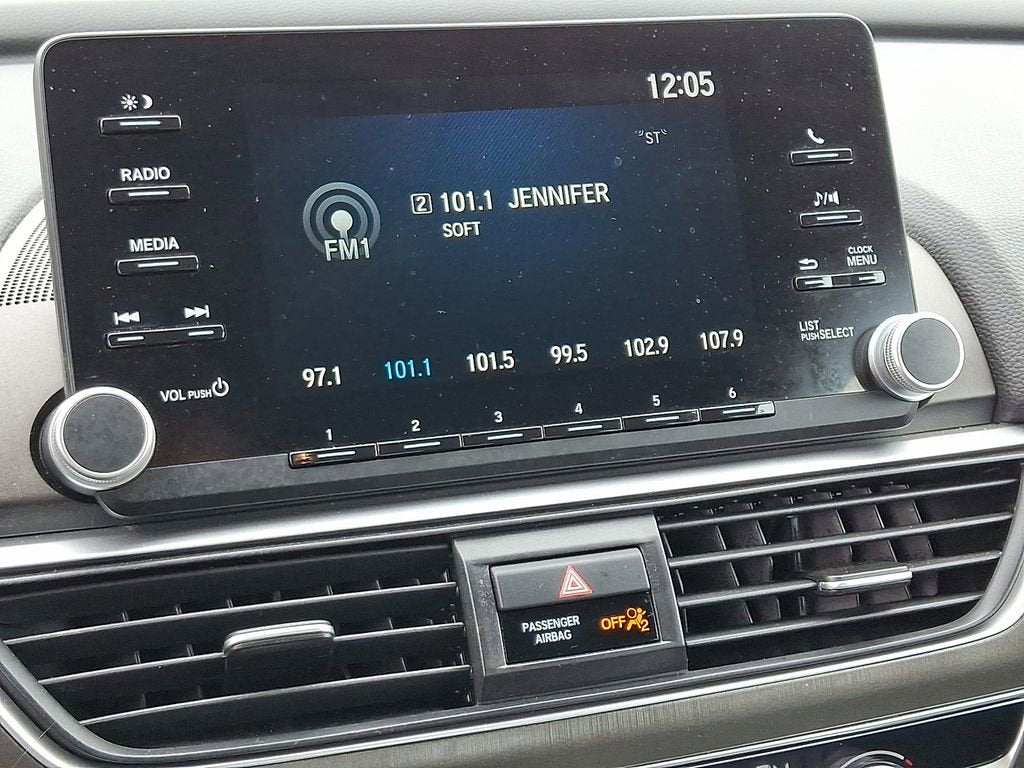 12:05
ST
RADIO
2 101.1 JENNIFER
SOFT
FM1
MEDIA
CLOCK
MENU
LIST
PUSH SELECT
VOL PUSH
97.1 101.1 101.5 99.5 102.9 107.9
1 2 3 4 5 6
PASSENGER
AIRBAG
OFF 2